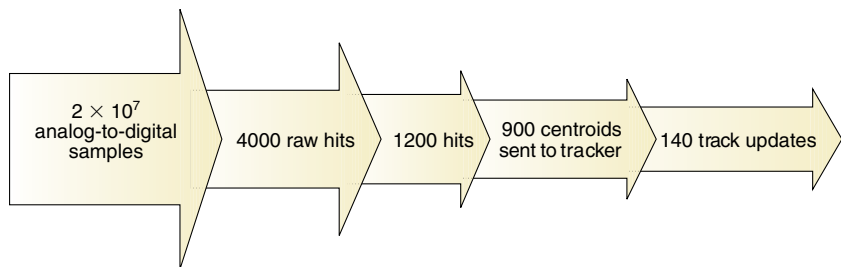 2 × 10⁷
analog-to-digital
samples
4000 raw hits
1200 hits
900 centroids
sent to tracker
140 track updates